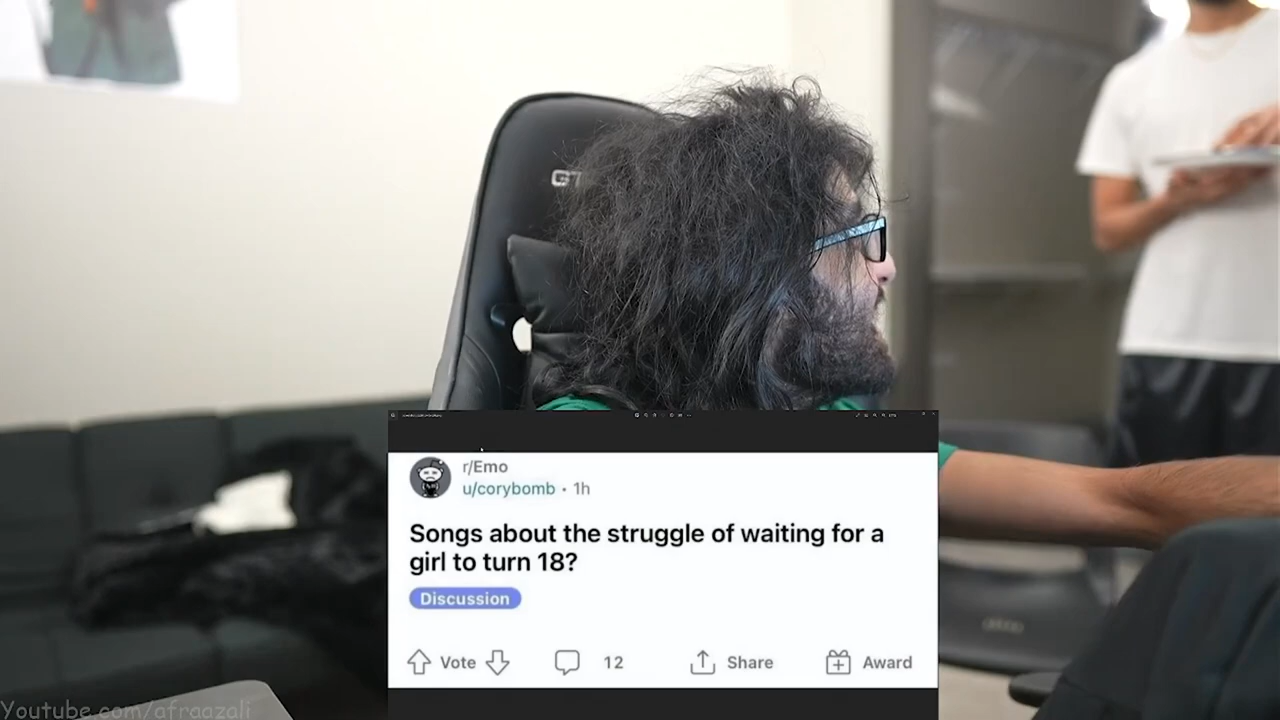 GT
r/Emo
u/corybomb • 1h
Songs about the struggle of waiting for a
girl to turn 18?
Discussion
Vote
12
Share
Award
Youtube.com/afraazali